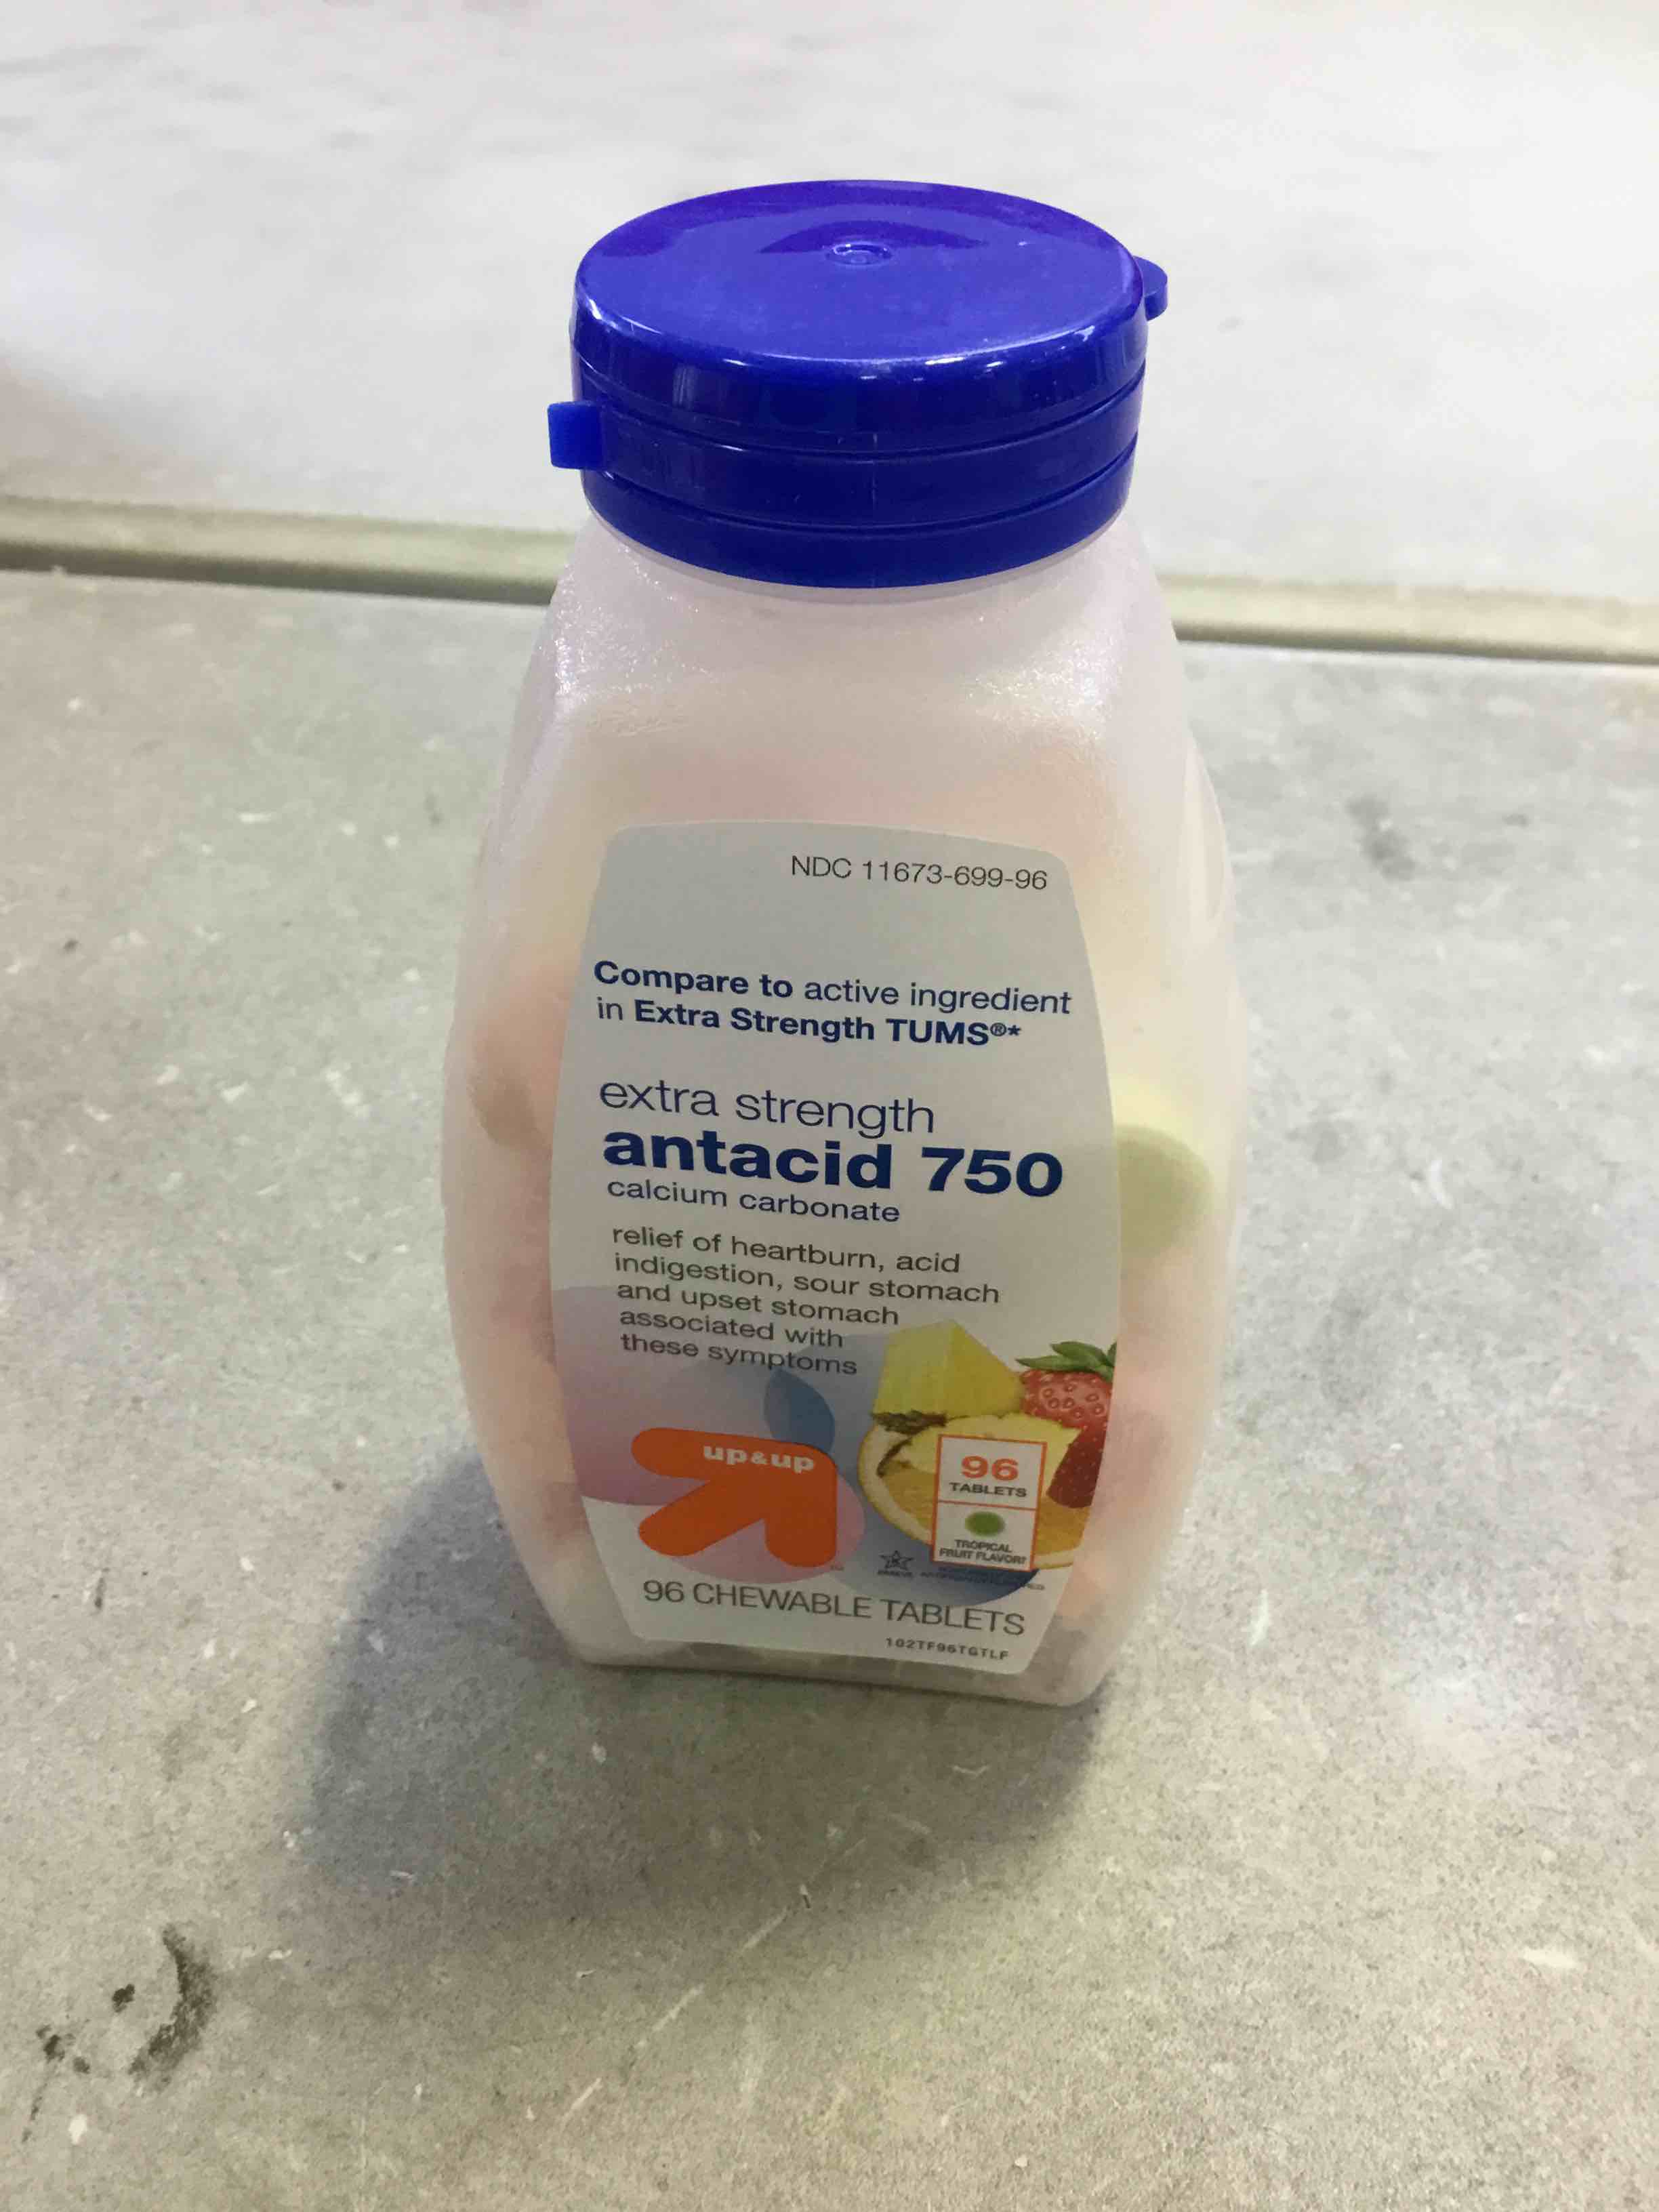 NDC 11673-699-96
Compare to active ingredient
in Extra Strength TUMS®*
extra strength
antacid 750
calcium carbonate
relief of heartburn, acid
indigestion, sour stomach
and upset stomach
associated with
these symptoms
up&up
96
TABLETS
TROPICAL
FRUIT FLAVOR†
96 CHEWABLE TABLETS
102TF96TGTLF